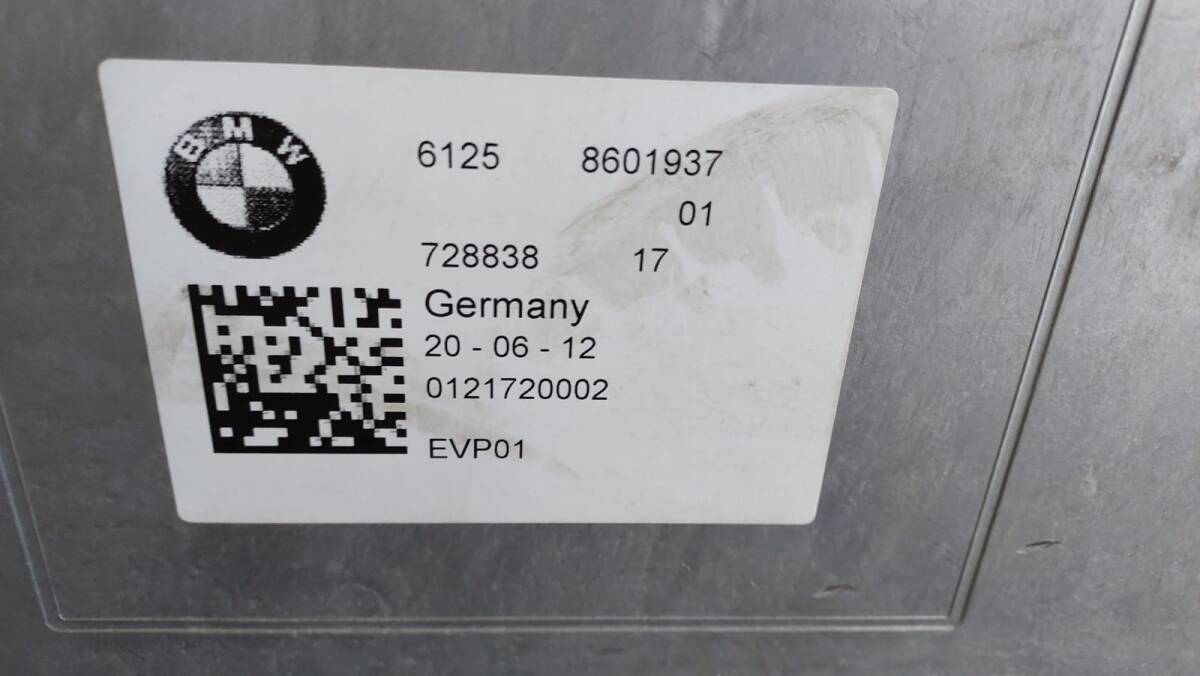 BMW
6125 8601937
01
728838 17
Germany
20 - 06 - 12
0121720002
EVP01